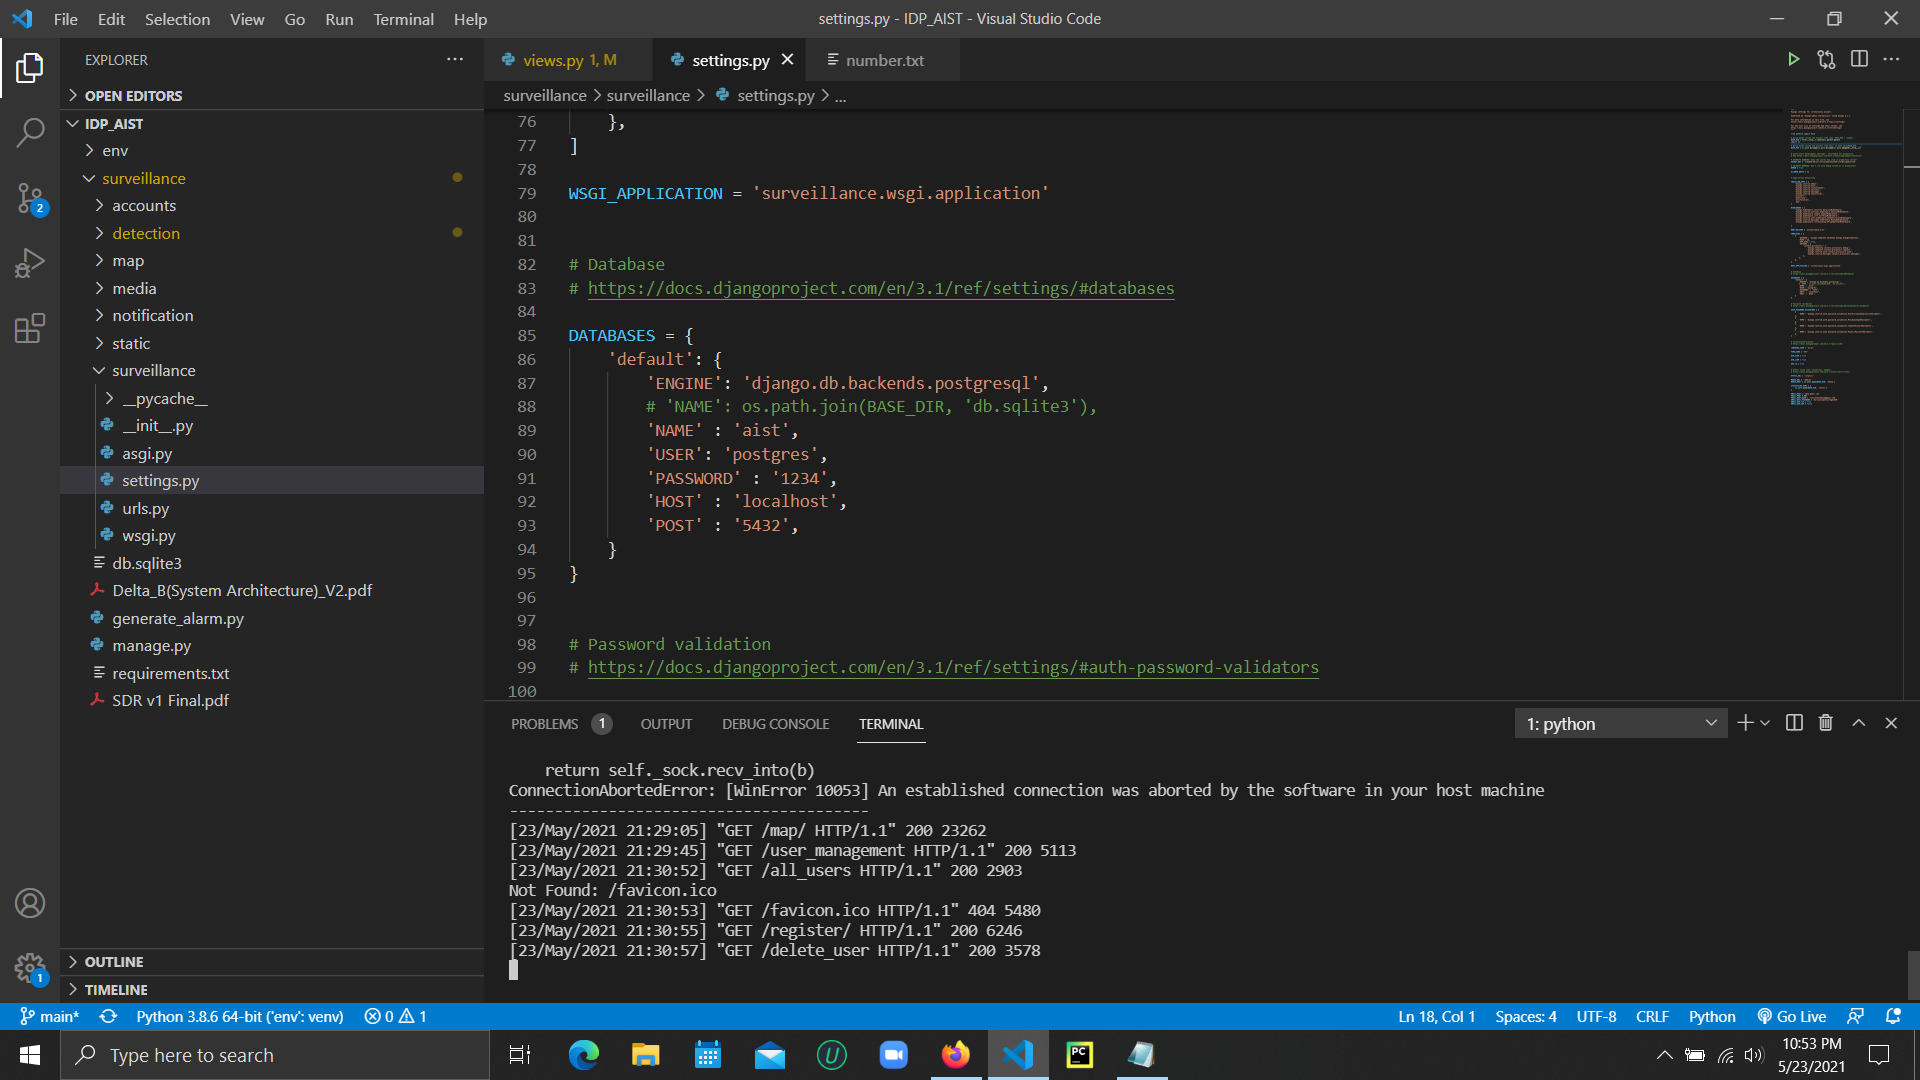 File Edit Selection View Go Run Terminal Help
settings.py - IDP_AIST - Visual Studio Code
EXPLORER
OPEN EDITORS
IDP_AIST
env
surveillance
accounts
detection
map
media
notification
static
surveillance
__pycache__
__init__.py
asgi.py
settings.py
urls.py
wsgi.py
db.sqlite3
Delta_B(System Architecture)_V2.pdf
generate_alarm.py
manage.py
requirements.txt
SDR v1 Final.pdf
OUTLINE
TIMELINE
2
1
views.py 1, M
settings.py
number.txt
surveillance > surveillance > settings.py > ...
76 },
77 ]
78
79 WSGI_APPLICATION = 'surveillance.wsgi.application'
80
81
82 # Database
83 # https://docs.djangoproject.com/en/3.1/ref/settings/#databases
84
85 DATABASES = {
86 'default': {
87 'ENGINE': 'django.db.backends.postgresql',
88 # 'NAME': os.path.join(BASE_DIR, 'db.sqlite3'),
89 'NAME' : 'aist',
90 'USER': 'postgres',
91 'PASSWORD' : '1234',
92 'HOST' : 'localhost',
93 'POST' : '5432',
94 }
95 }
96
97
98 # Password validation
99 # https://docs.djangoproject.com/en/3.1/ref/settings/#auth-password-validators
100
PROBLEMS 1 OUTPUT DEBUG CONSOLE TERMINAL
1: python
return self._sock.recv_into(b)
ConnectionAbortedError: [WinError 10053] An established connection was aborted by the software in your host machine
----------------------------------------
[23/May/2021 21:29:05] "GET /map/ HTTP/1.1" 200 23262
[23/May/2021 21:29:45] "GET /user_management HTTP/1.1" 200 5113
[23/May/2021 21:30:52] "GET /all_users HTTP/1.1" 200 2903
Not Found: /favicon.ico
[23/May/2021 21:30:53] "GET /favicon.ico HTTP/1.1" 404 5480
[23/May/2021 21:30:55] "GET /register/ HTTP/1.1" 200 6246
[23/May/2021 21:30:57] "GET /delete_user HTTP/1.1" 200 3578
main* Python 3.8.6 64-bit ('env': venv) 0 1
Ln 18, Col 1 Spaces: 4 UTF-8 CRLF Python Go Live
Type here to search
U
PC
10:53 PM
5/23/2021